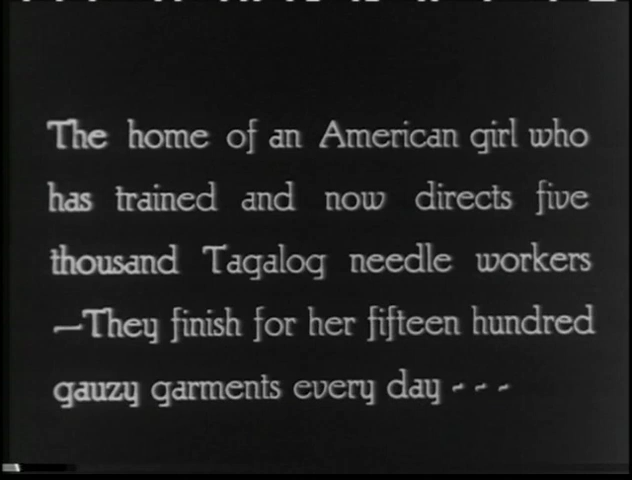 The home of an American girl who
has trained and now directs five
thousand Tagalog needle workers
—They finish for her fifteen hundred
gauzy garments every day - - -